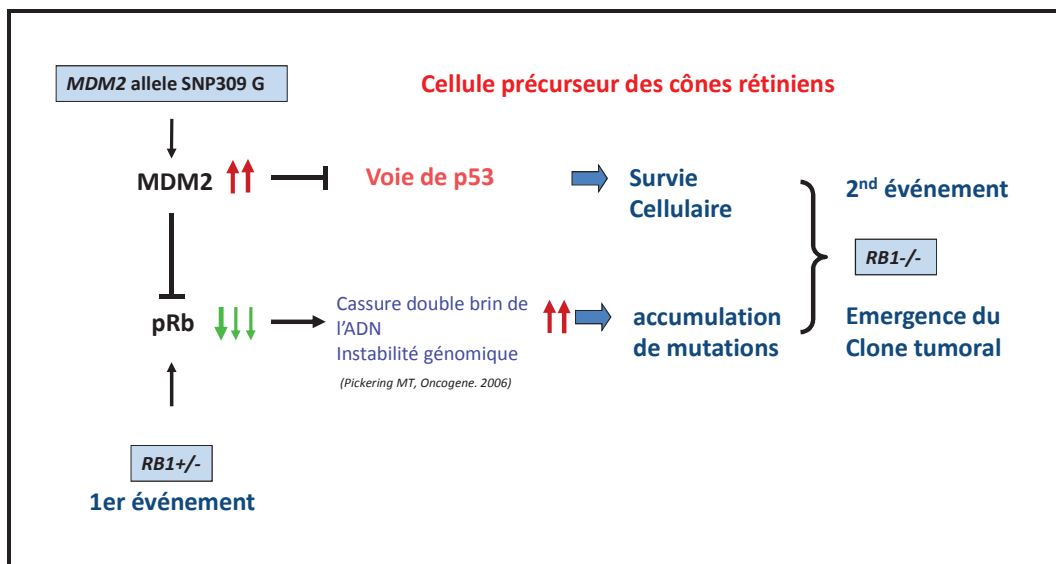 MDM2 allele SNP309 G
Cellule précurseur des cônes rétiniens
MDM2
Voie de p53
Survie
Cellulaire
2nd événement
RB1-/-
pRb
Cassure double brin de
l’ADN
Instabilité génomique
(Pickering MT, Oncogene. 2006)
accumulation
de mutations
Emergence du
Clone tumoral
RB1+/-
1er événement